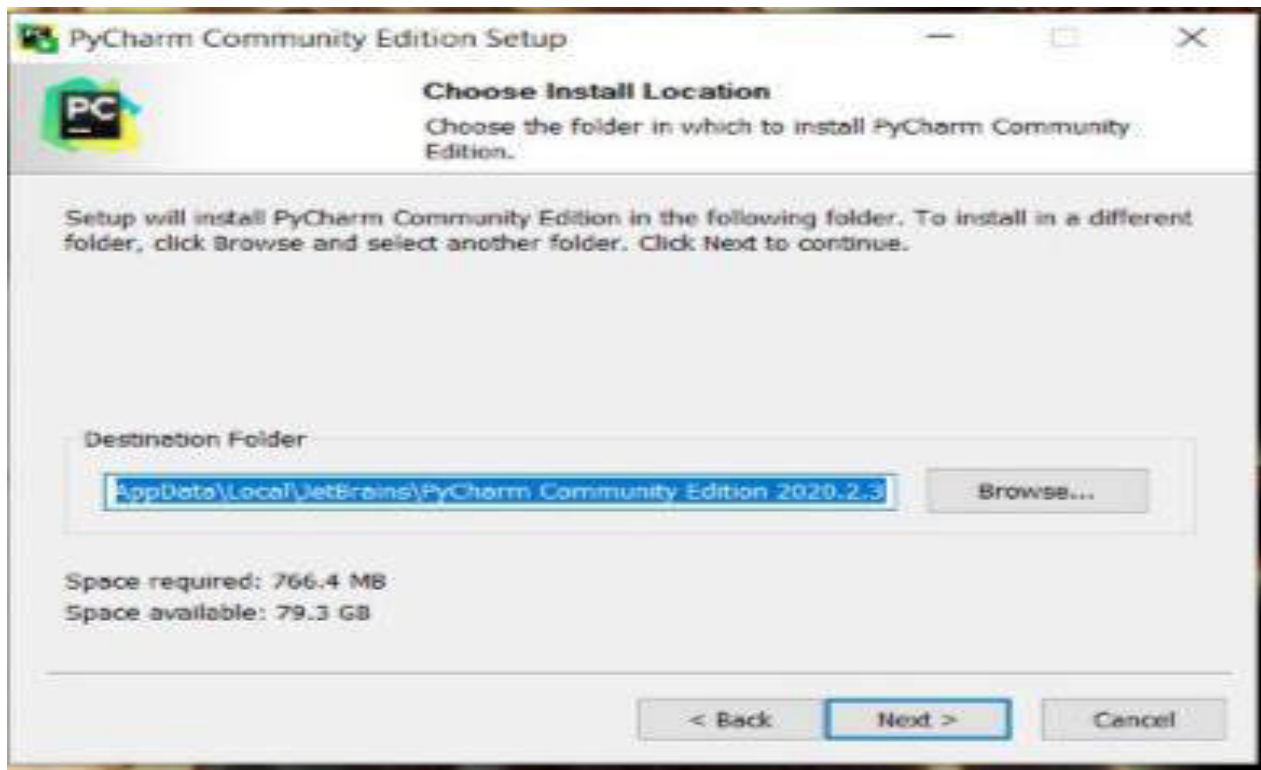 PyCharm Community Edition Setup
PC
Choose Install Location
Choose the folder in which to install PyCharm Community
Edition.
Setup will install PyCharm Community Edition in the following folder. To install in a different
folder, click Browse and select another folder. Click Next to continue.
Destination Folder
AppData\Local\JetBrains\PyCharm Community Edition 2020.2.3
Browse...
Space required: 766.4 MB
Space available: 79.3 GB
< Back
Next >
Cancel